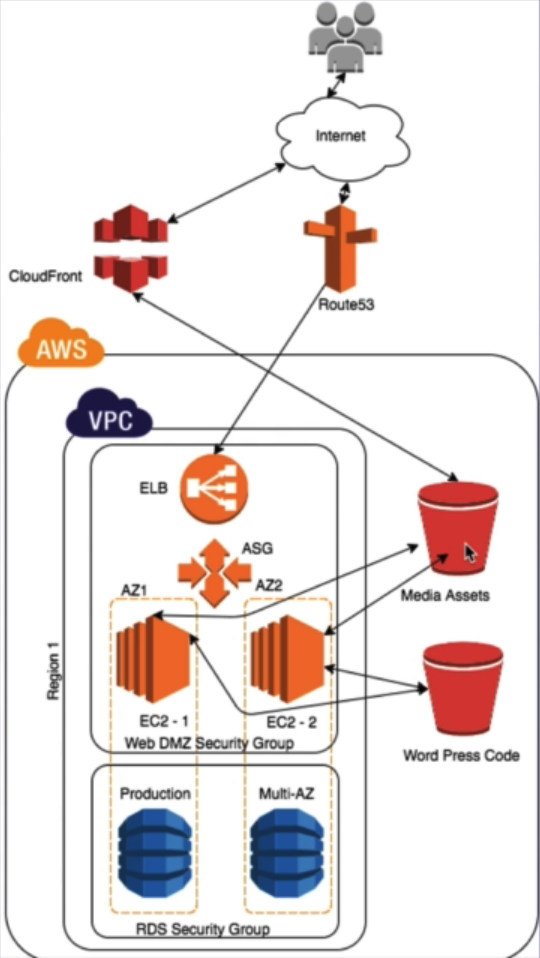 Internet
CloudFront
Route53
AWS
VPC
ELB
ASG
AZ1
AZ2
Media Assets
Region 1
EC2 - 1
EC2 - 2
Web DMZ Security Group
Word Press Code
Production
Multi-AZ
RDS Security Group